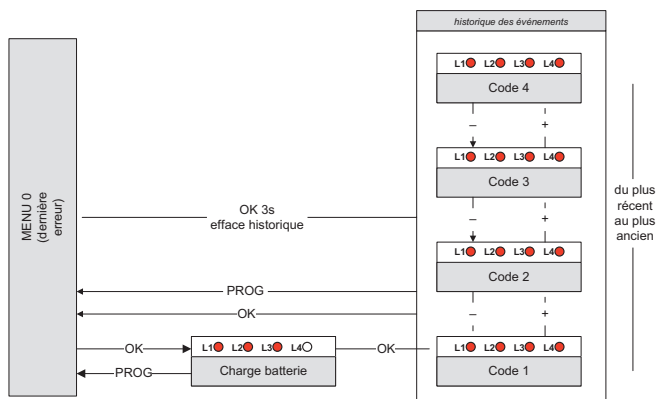 historique des événements
L1 L2 L3 L4
Code 4
– +
L1 L2 L3 L4
Code 3
– +
L1 L2 L3 L4
Code 2
– +
L1 L2 L3 L4
Code 1
du plus
récent
au plus
ancien
MENU 0
(dernière
erreur)
OK 3s
efface historique
PROG
OK
OK
L1 L2 L3 L4
Charge batterie
OK
PROG